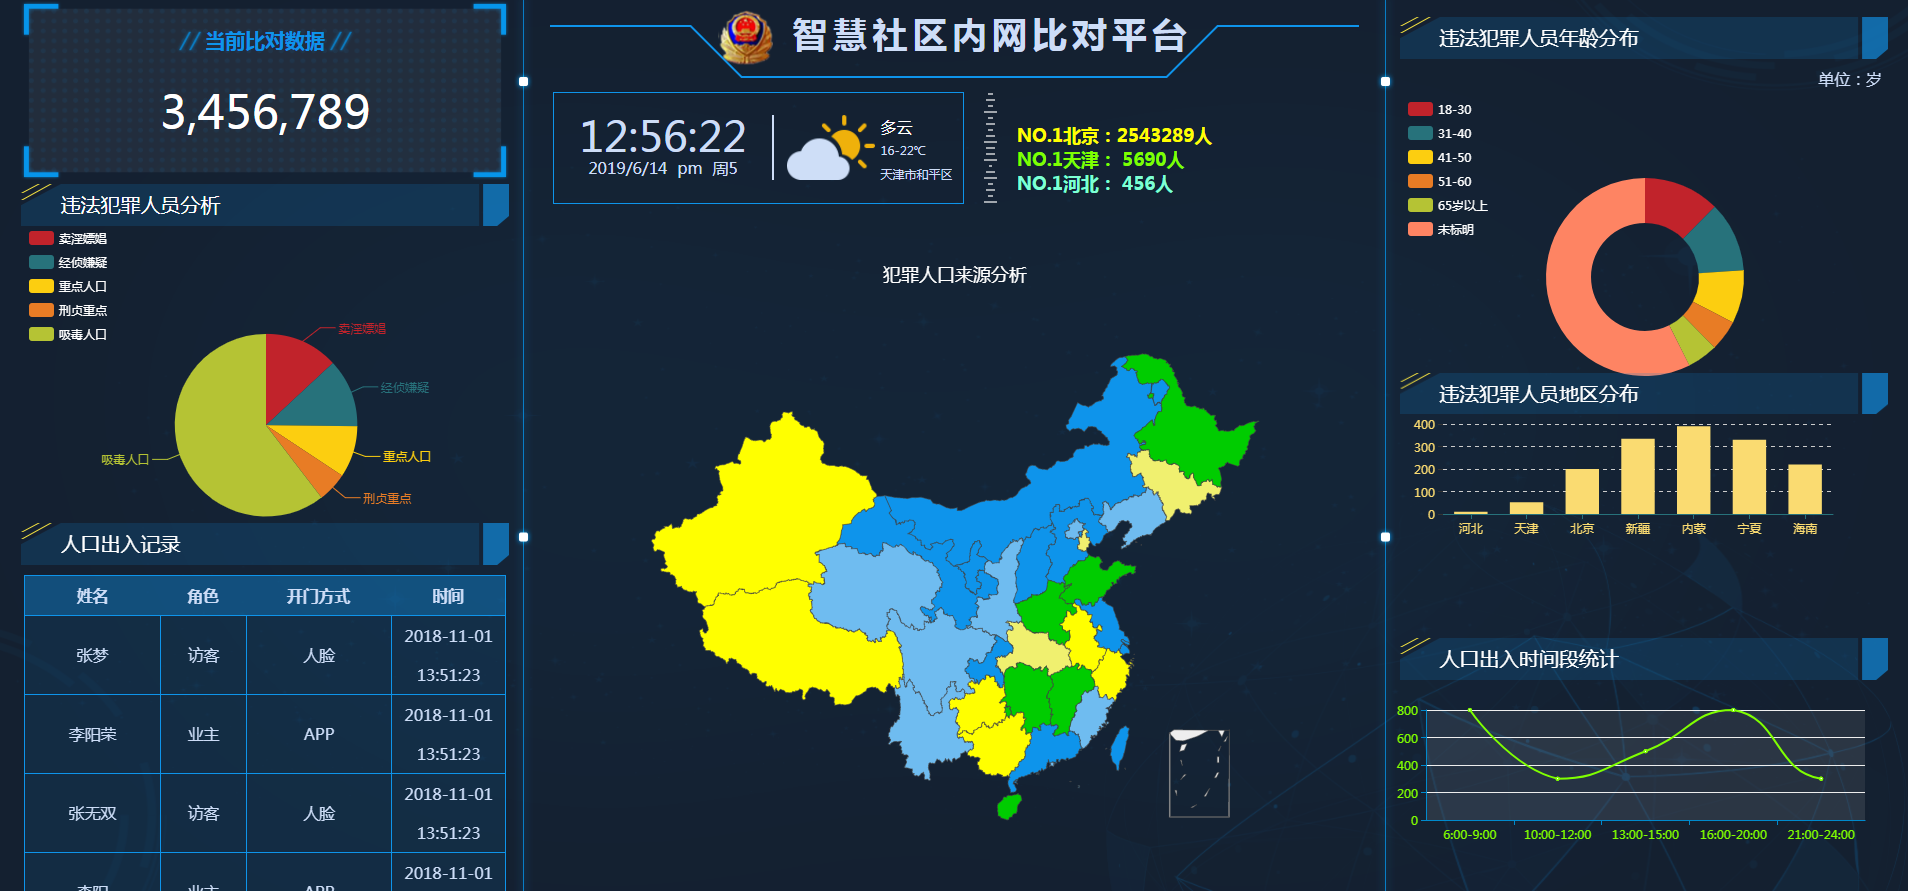 // 当前比对数据 //
3,456,789
违法犯罪人员分析
卖淫嫖娼
经侦嫌疑
重点人口
刑贞重点
吸毒人口
卖淫嫖娼
经侦嫌疑
重点人口
刑贞重点
吸毒人口
人口出入记录
姓名 角色 开门方式 时间
张梦 访客 人脸 2018-11-01
13:51:23
李阳荣 业主 APP 2018-11-01
13:51:23
张无双 访客 人脸 2018-11-01
13:51:23
李阳 业主 APP 2018-11-01
智慧社区内网比对平台
12:56:22
2019/6/14 pm 周5
多云
16-22℃
天津市和平区
NO.1北京：2543289人
NO.1天津： 5690人
NO.1河北： 456人
犯罪人口来源分析
违法犯罪人员年龄分布
单位：岁
18-30
31-40
41-50
51-60
65岁以上
未标明
违法犯罪人员地区分布
400
300
200
100
0
河北 天津 北京 新疆 内蒙 宁夏 海南
人口出入时间段统计
800
600
400
200
0
6:00-9:00 10:00-12:00 13:00-15:00 16:00-20:00 21:00-24:00